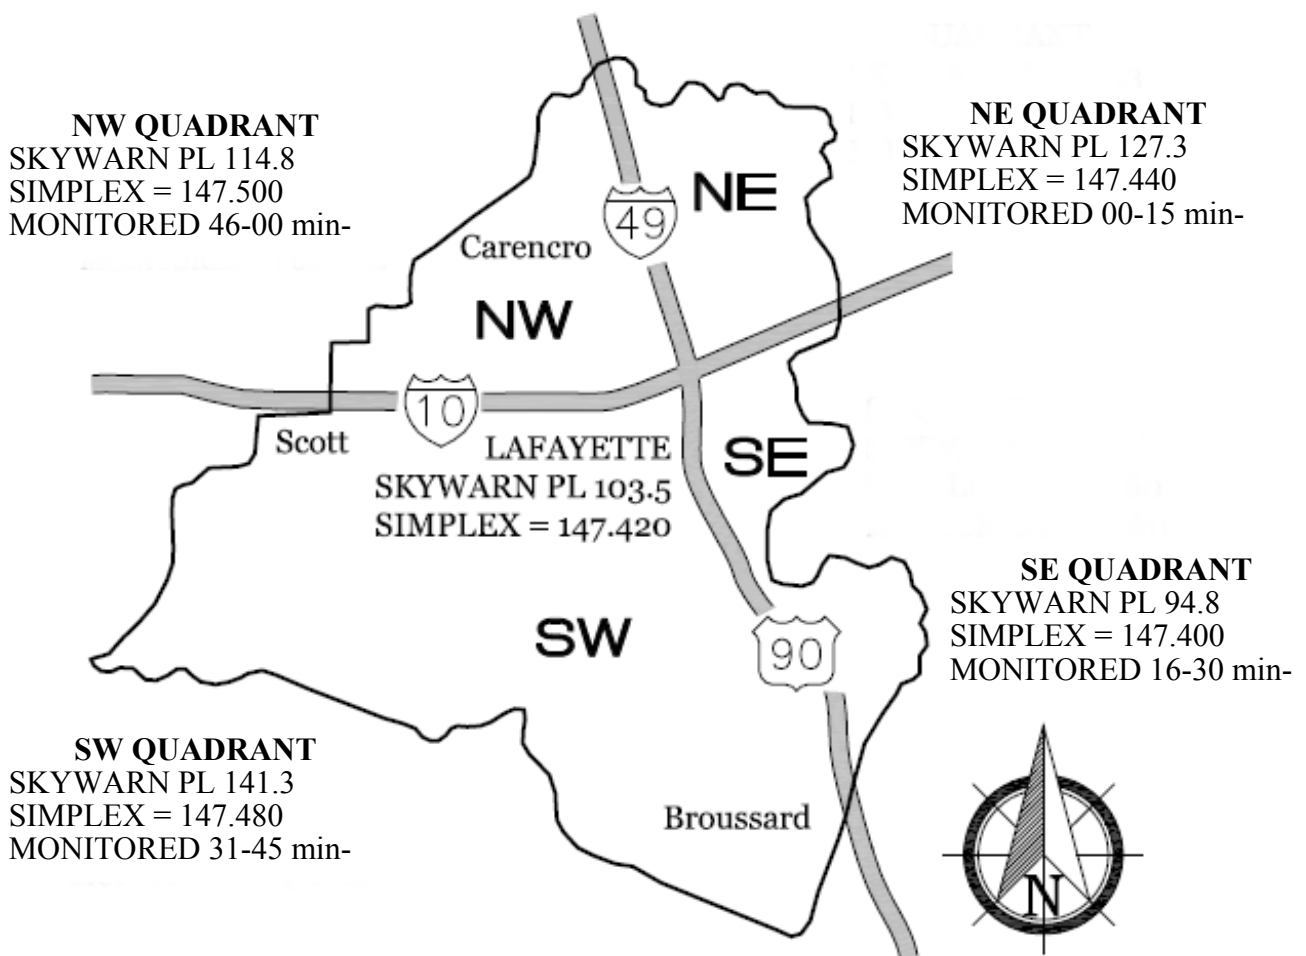 NW QUADRANT
SKYWARN PL 114.8
SIMPLEX = 147.500
MONITORED 46-00 min-
NE QUADRANT
SKYWARN PL 127.3
SIMPLEX = 147.440
MONITORED 00-15 min-
NE
49
Carencro
NW
10
Scott
LAFAYETTE
SKYWARN PL 103.5
SIMPLEX = 147.420
SE
SW
90
SE QUADRANT
SKYWARN PL 94.8
SIMPLEX = 147.400
MONITORED 16-30 min-
SW QUADRANT
SKYWARN PL 141.3
SIMPLEX = 147.480
MONITORED 31-45 min-
Broussard
N